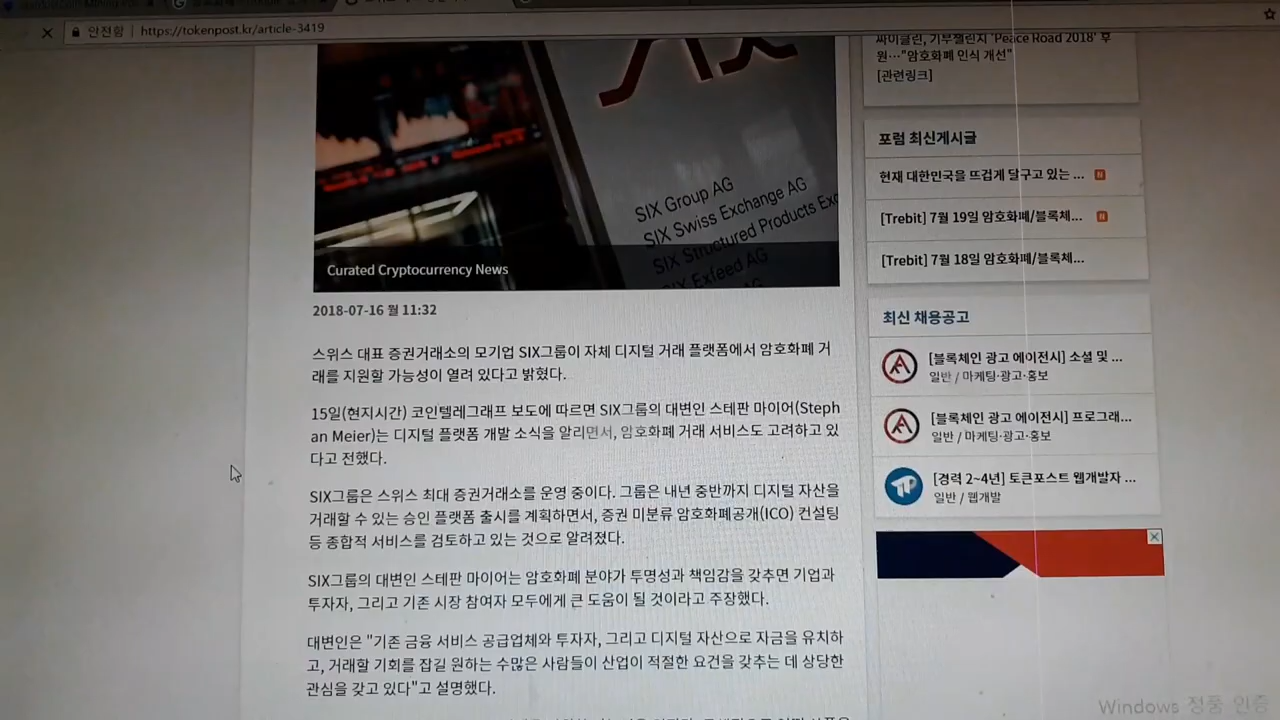 안전함 | https://tokenpost.kr/article-3419
SIX Group AG
SIX Swiss Exchange AG
SIX Structured Products Exc
SIX Exfeed AG
Curated Cryptocurrency News
2018-07-16 월 11:32
스위스 대표 증권거래소의 모기업 SIX그룹이 자체 디지털 거래 플랫폼에서 암호화폐 거
래를 지원할 가능성이 열려 있다고 밝혔다.
15일(현지시간) 코인텔레그래프 보도에 따르면 SIX그룹의 대변인 스테판 마이어(Steph
an Meier)는 디지털 플랫폼 개발 소식을 알리면서, 암호화폐 거래 서비스도 고려하고 있
다고 전했다.
SIX그룹은 스위스 최대 증권거래소를 운영 중이다. 그룹은 내년 중반까지 디지털 자산을
거래할 수 있는 승인 플랫폼 출시를 계획하면서, 증권 미분류 암호화폐공개(ICO) 컨설팅
등 종합적 서비스를 검토하고 있는 것으로 알려졌다.
SIX그룹의 대변인 스테판 마이어는 암호화폐 분야가 투명성과 책임감을 갖추면 기업과
투자자, 그리고 기존 시장 참여자 모두에게 큰 도움이 될 것이라고 주장했다.
대변인은 "기존 금융 서비스 공급업체와 투자자, 그리고 디지털 자산으로 자금을 유치하
고, 거래할 기회를 잡길 원하는 수많은 사람들이 산업이 적절한 요건을 갖추는 데 상당한
관심을 갖고 있다"고 설명했다.
싸이클린, 기부챌린지 'Peace Road 2018' 후
원…"암호화폐 인식 개선"
[관련링크]
포럼 최신게시글
현재 대한민국을 뜨겁게 달구고 있는 ... N
[Trebit] 7월 19일 암호화폐/블록체... N
[Trebit] 7월 18일 암호화폐/블록체...
최신 채용공고
[블록체인 광고 에이전시] 소셜 및 ...
일반 / 마케팅·광고·홍보
[블록체인 광고 에이전시] 프로그래...
일반 / 마케팅·광고·홍보
[경력 2~4년] 토큰포스트 웹개발자 ...
일반 / 웹개발
Windows 정품 인증